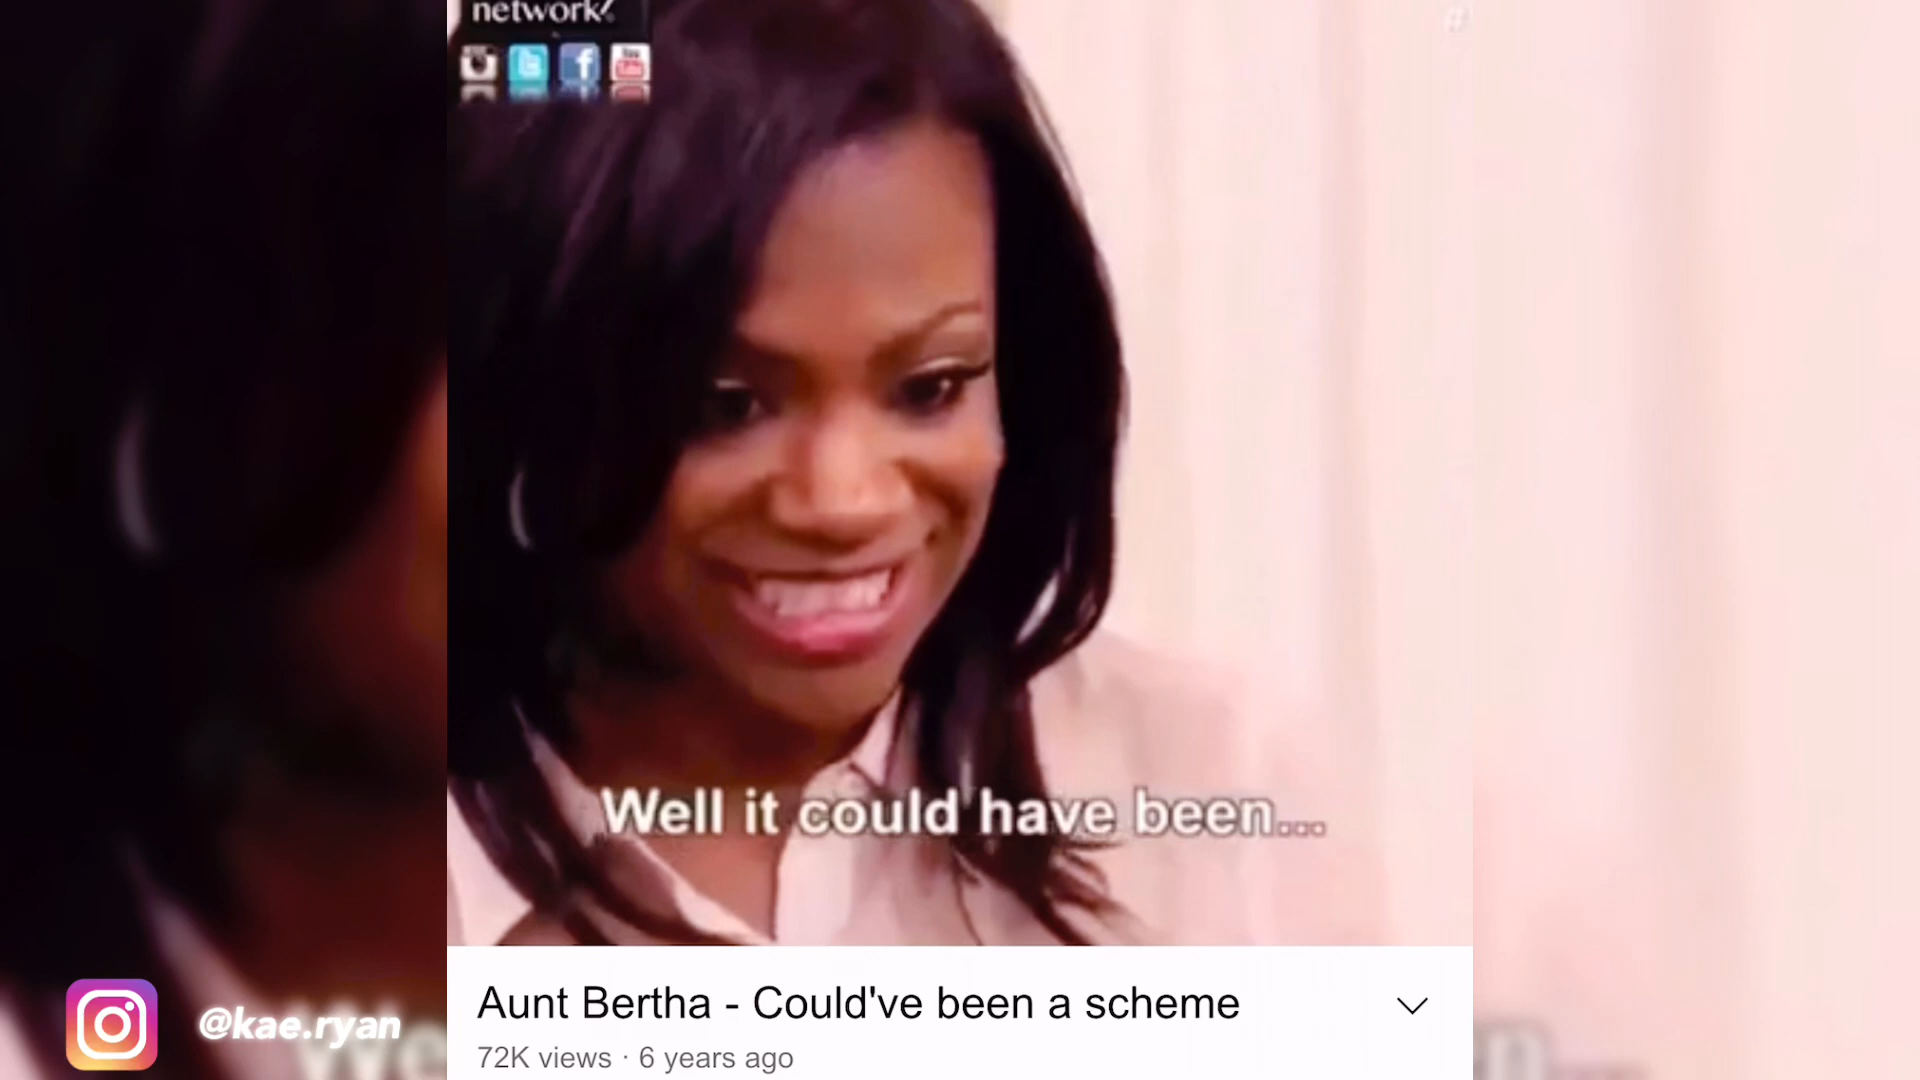 network
Well it could have been...
Aunt Bertha - Could've been a scheme
72K views · 6 years ago
@kae.ryan